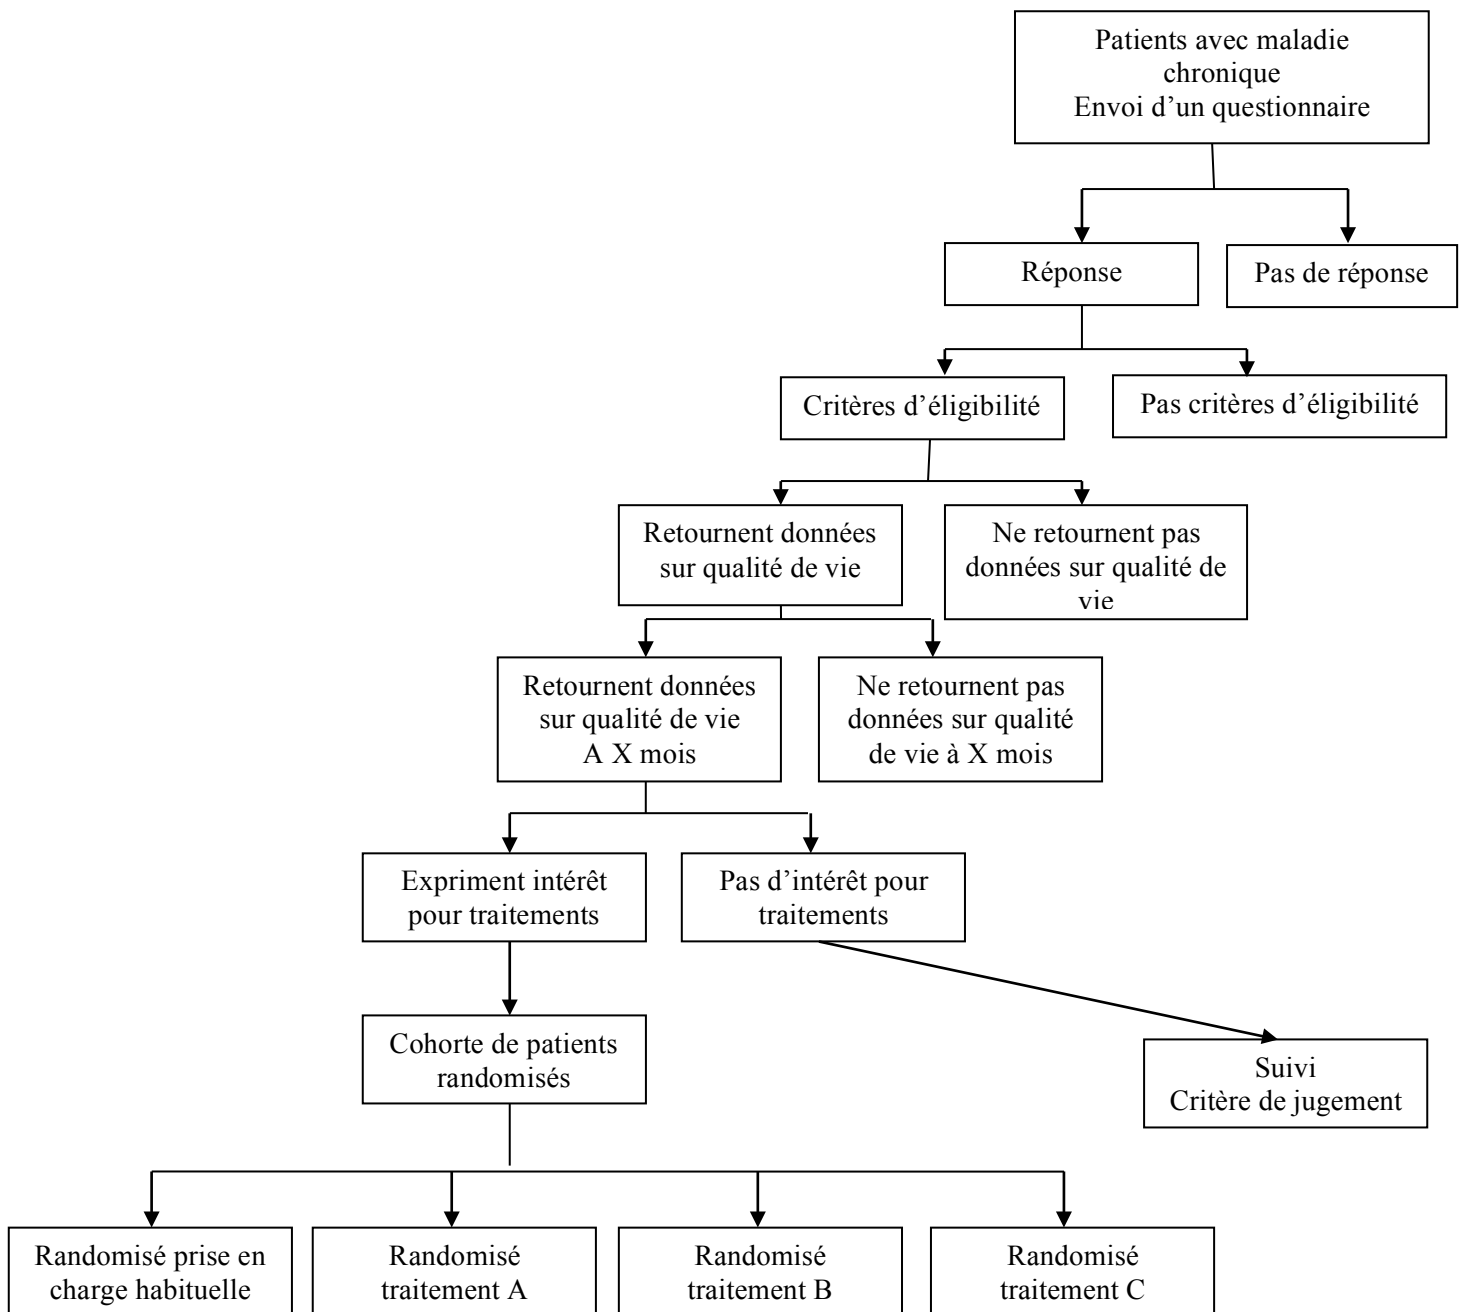 Patients avec maladie
chronique
Envoi d’un questionnaire
Réponse
Pas de réponse
Critères d’éligibilité
Pas critères d’éligibilité
Retournent données
sur qualité de vie
Ne retournent pas
données sur qualité de
vie
Retournent données
sur qualité de vie
A X mois
Ne retournent pas
données sur qualité
de vie à X mois
Expriment intérêt
pour traitements
Pas d’intérêt pour
traitements
Cohorte de patients
randomisés
Suivi
Critère de jugement
Randomisé prise en
charge habituelle
Randomisé
traitement A
Randomisé
traitement B
Randomisé
traitement C